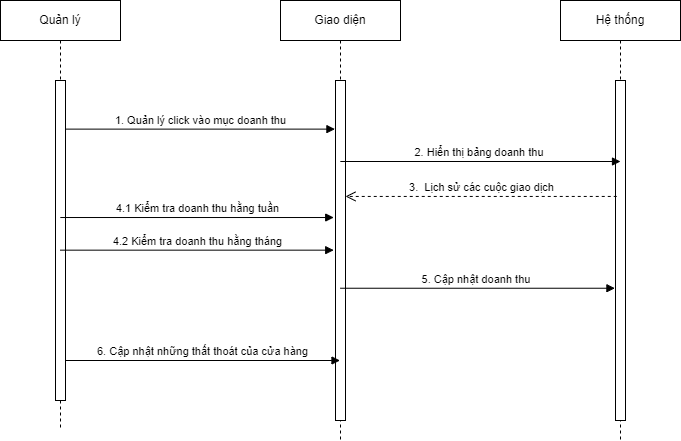 Quản lý
Giao diện
Hệ thống
1. Quản lý click vào mục doanh thu
2. Hiển thị bảng doanh thu
3. Lịch sử các cuộc giao dịch
4.1 Kiểm tra doanh thu hằng tuần
4.2 Kiểm tra doanh thu hằng tháng
5. Cập nhật doanh thu
6. Cập nhật những thất thoát của cửa hàng